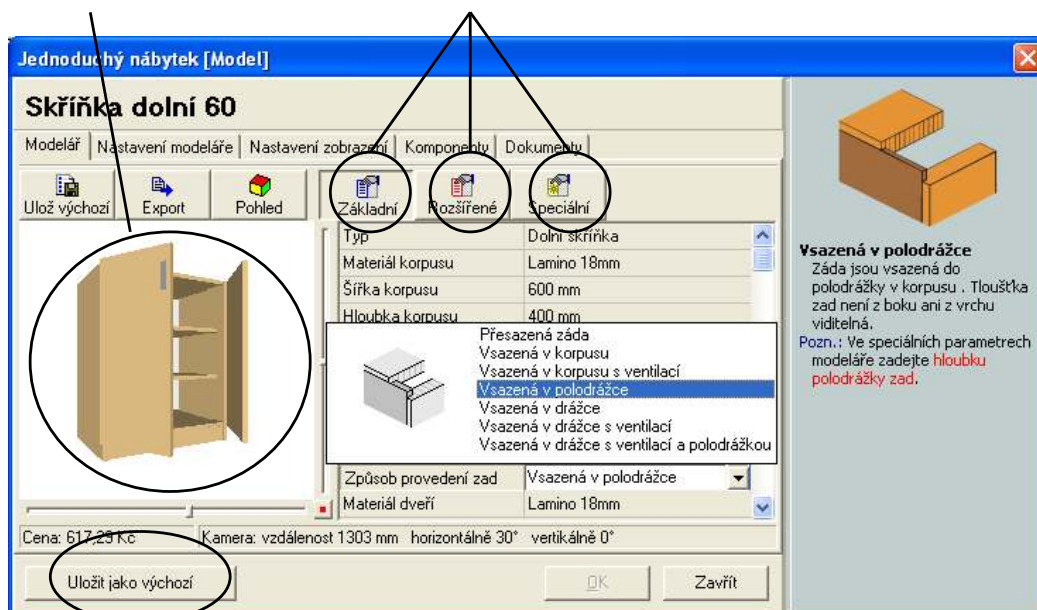 Jednoduchý nábytek [Model]
Skříňka dolní 60
Modelář Nastavení modeláře Nastavení zobrazení Komponenty Dokumenty
Ulož výchozí Export Pohled Základní Rozšířené Speciální
Typ Dolní skříňka
Materiál korpusu Lamino 18mm
Šířka korpusu 600 mm
Hloubka korpusu 400 mm
Přesazená záda
Vsazená v korpusu
Vsazená v korpusu s ventilací
Vsazená v polodrážce
Vsazená v drážce
Vsazená v drážce s ventilací
Vsazená v drážce s ventilací a polodrážkou
Způsob provedení zad Vsazená v polodrážce
Materiál dveří Lamino 18mm
Cena: 617,29 Kč Kamera: vzdálenost 1303 mm horizontálně 30° vertikálně 0°
Uložit jako výchozí OK Zavřít
Vsazená v polodrážce
Záda jsou vsazená do
polodrážky v korpusu . Tloušťka
zad není z boku ani z vrchu
viditelná.
Pozn.: Ve speciálních parametrech
modeláře zadejte hloubku
polodrážky zad.